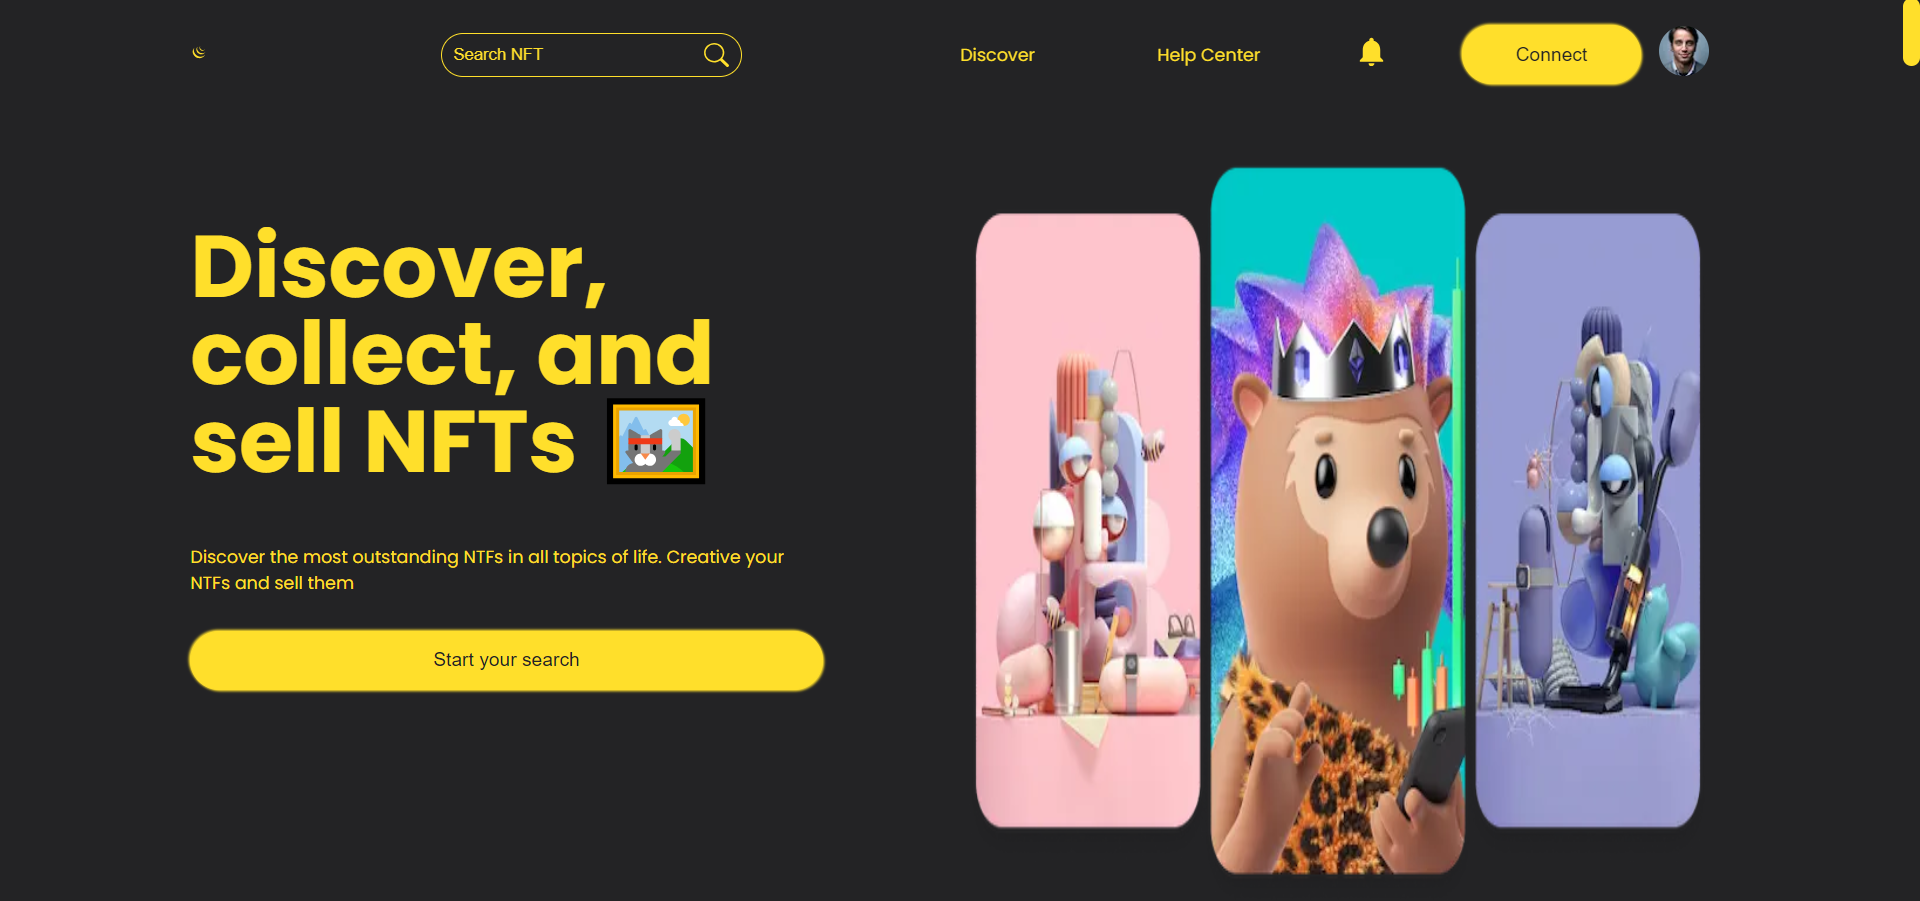 Search NFT
Discover
Help Center
Connect
Discover,
collect, and
sell NFTs
Discover the most outstanding NTFs in all topics of life. Creative your
NTFs and sell them
Start your search